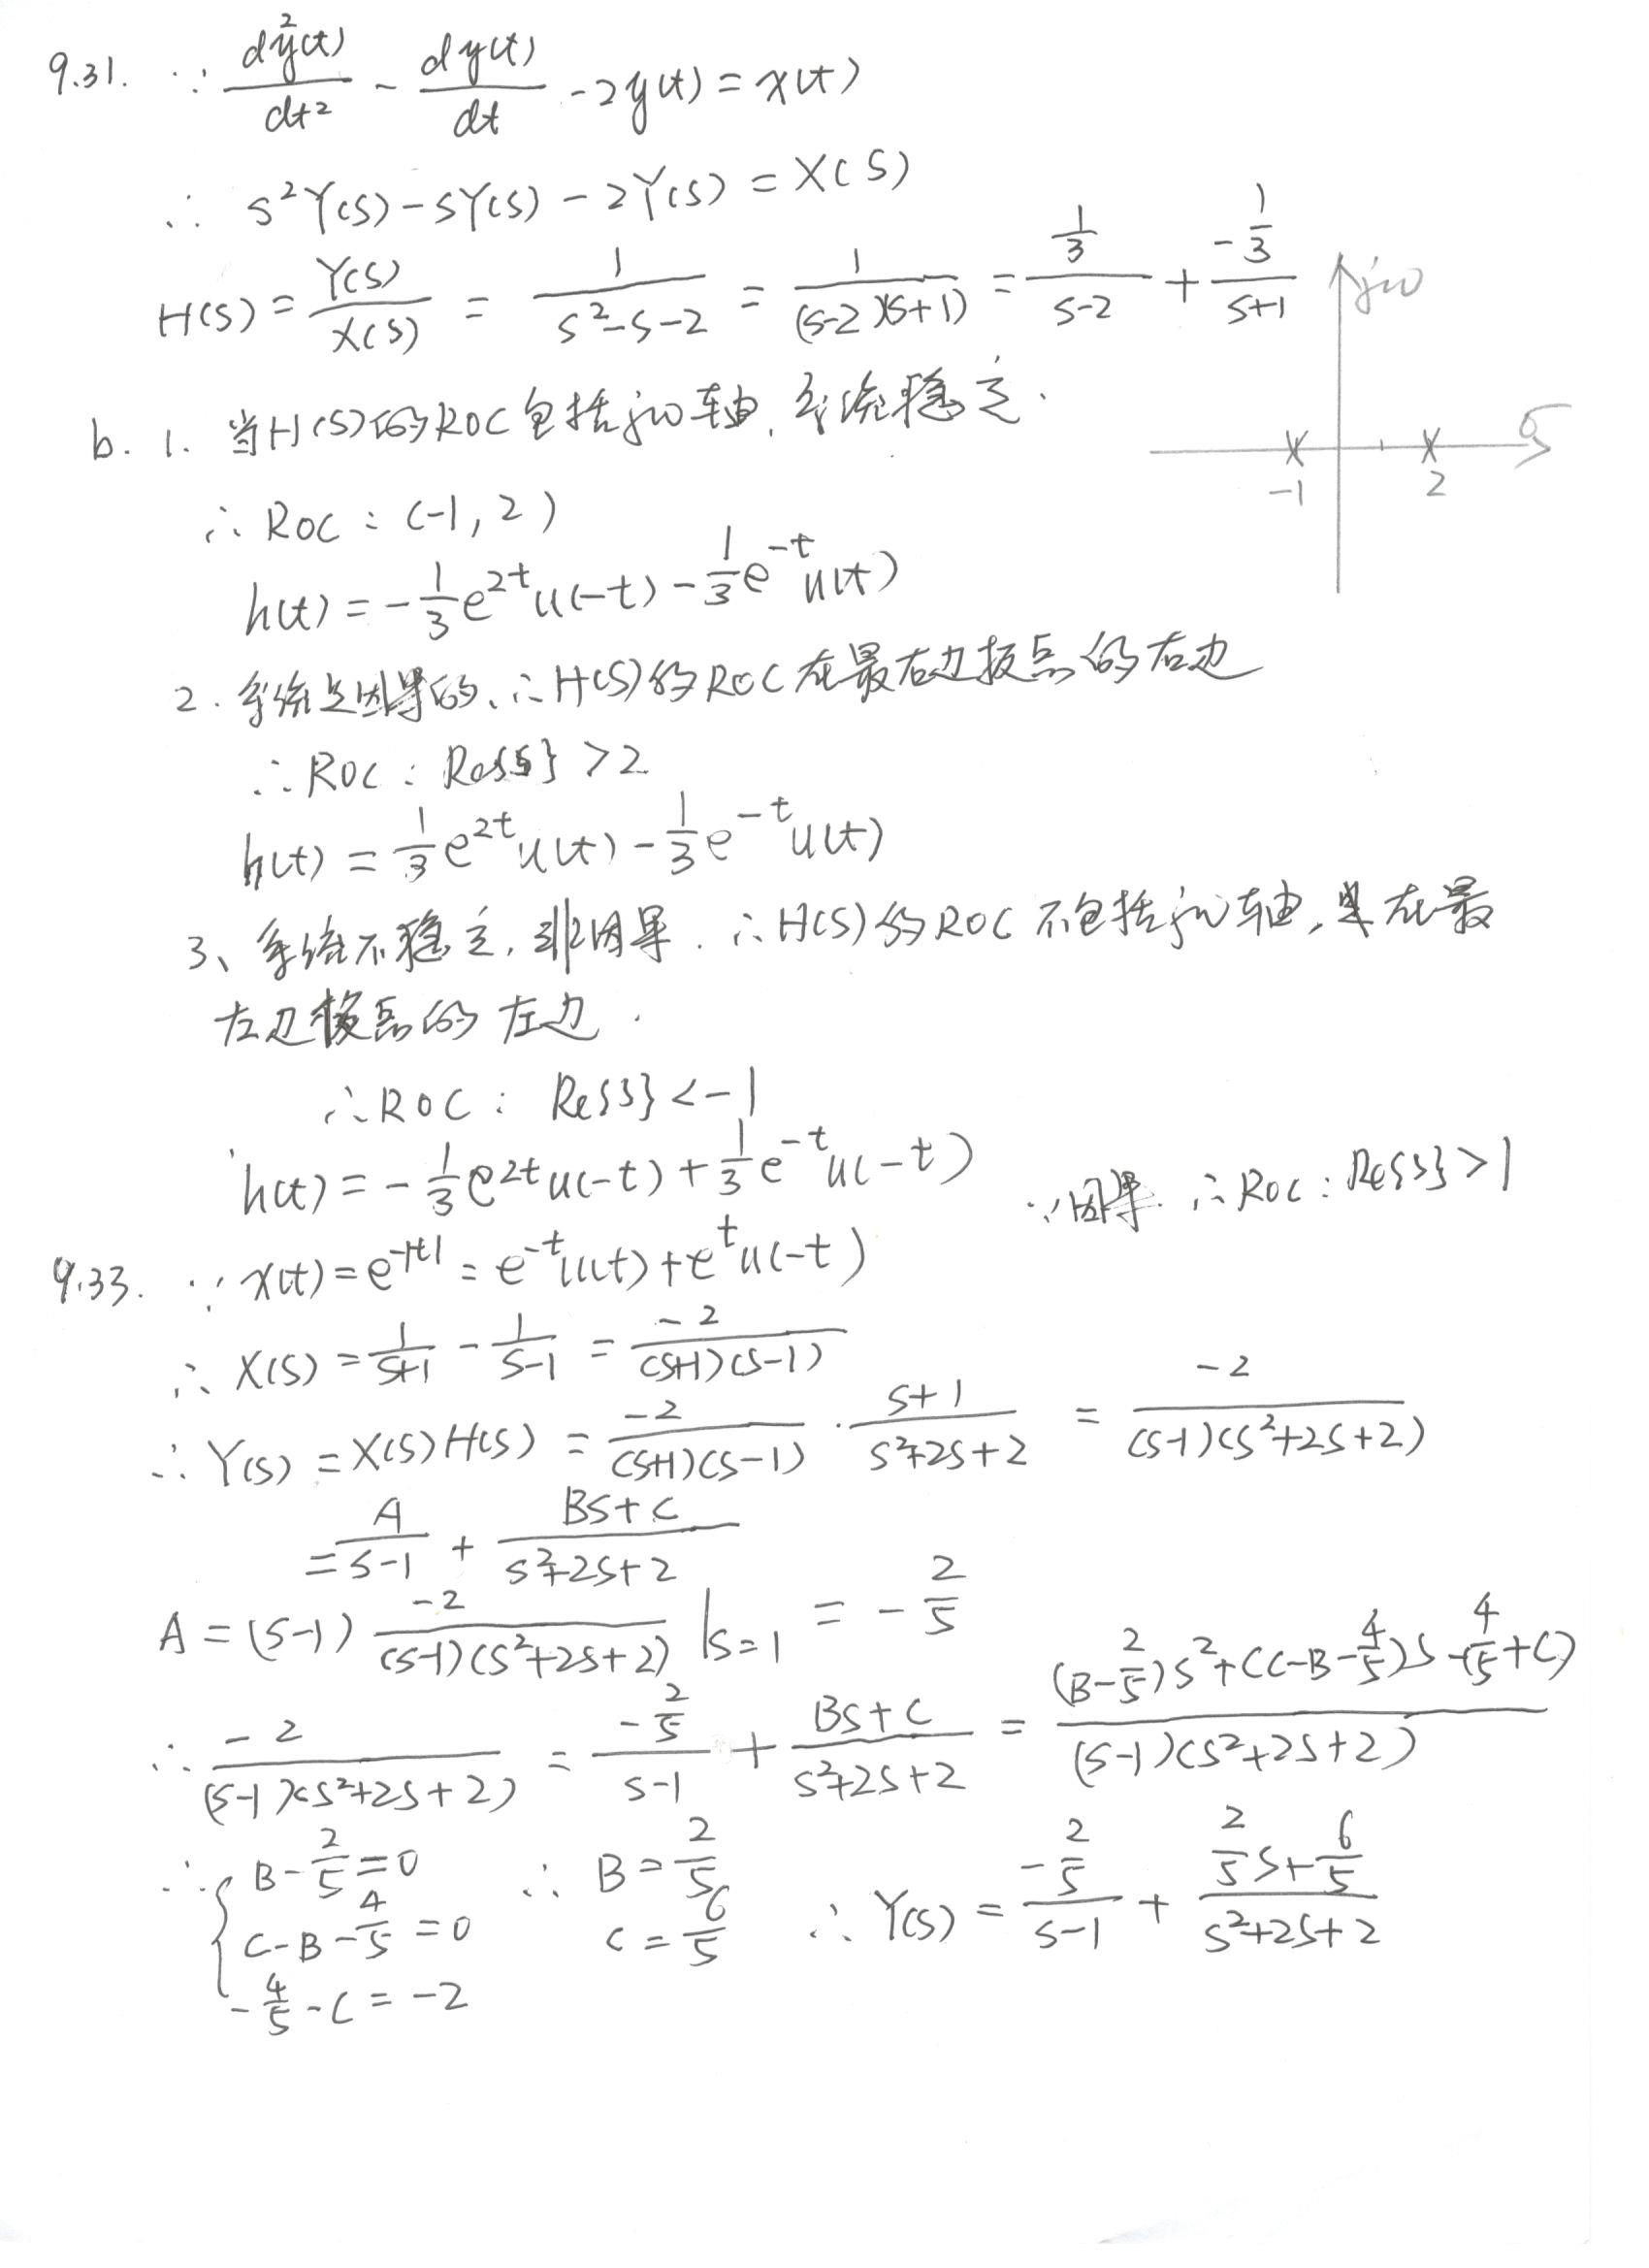 9.31. ∵ d²y(t)/dt² - dy(t)/dt - 2y(t) = x(t)
∴ s²Y(s) - sY(s) - 2Y(s) = X(s)
H(s) = Y(s)/X(s) = 1/(s²-s-2) = 1/((s-2)(s+1)) = (1/3)/(s-2) + (-1/3)/(s+1)
jω
σ
-1 2
b. 1. 当H(s)的ROC包括jω轴, 系统稳定.
∴ ROC : (-1, 2)
h(t) = -1/3 e^{2t}u(-t) - 1/3 e^{-t}u(t)
2. 系统是因果的, ∴ H(s)的ROC在最右边极点的右边
∴ ROC : Re{s} > 2
h(t) = 1/3 e^{2t}u(t) - 1/3 e^{-t}u(t)
3、系统不稳定, 非因果. ∴ H(s)的ROC不包括jω轴, 且在最
左边极点的左边.
∴ ROC : Re{s} < -1
h(t) = -1/3 e^{2t}u(-t) + 1/3 e^{-t}u(-t)
∵ 因果. ∴ ROC : Re{s} > 1
9.33. ∵ x(t) = e^{-|t|} = e^{-t}u(t) + e^{t}u(-t)
∴ X(s) = 1/(s+1) - 1/(s-1) = -2/((s+1)(s-1))
∴ Y(s) = X(s)H(s) = -2/((s+1)(s-1)) · (s+1)/(s²+2s+2) = -2/((s-1)(s²+2s+2))
= A/(s-1) + (Bs+C)/(s²+2s+2)
A = (s-1) -2/((s-1)(s²+2s+2)) |s=1 = -2/5
∴ -2/((s-1)(s²+2s+2)) = (-2/5)/(s-1) + (Bs+C)/(s²+2s+2) = ((B-2/5)s²+(C-B-4/5)s-(4/5+C))/((s-1)(s²+2s+2))
∴ { B - 2/5 = 0 ∴ B = 2/5 ∴ Y(s) = (-2/5)/(s-1) + (2/5 s + 6/5)/(s²+2s+2)
C - B - 4/5 = 0 C = 6/5
-4/5 - C = -2